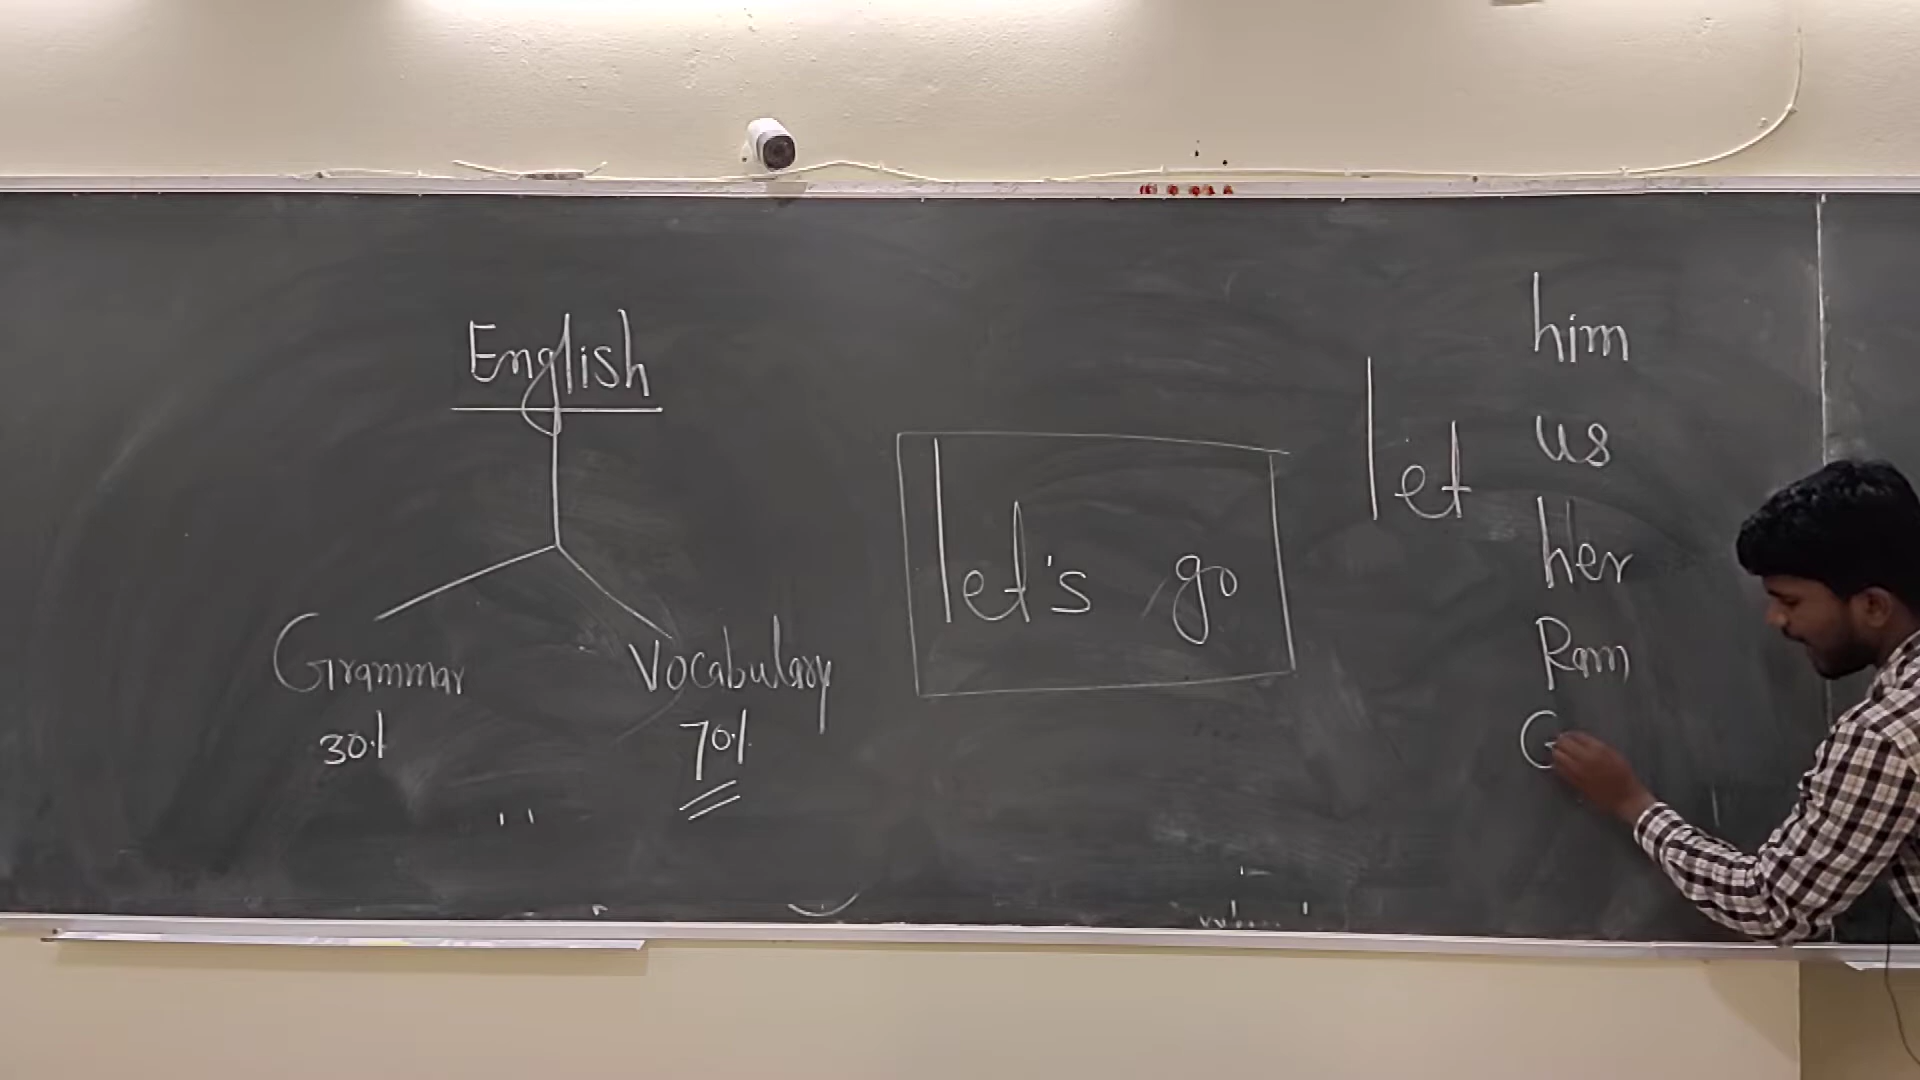 English
Grammar
30%
Vocabulary
70%
let's go
let
him
us
her
Ram
G